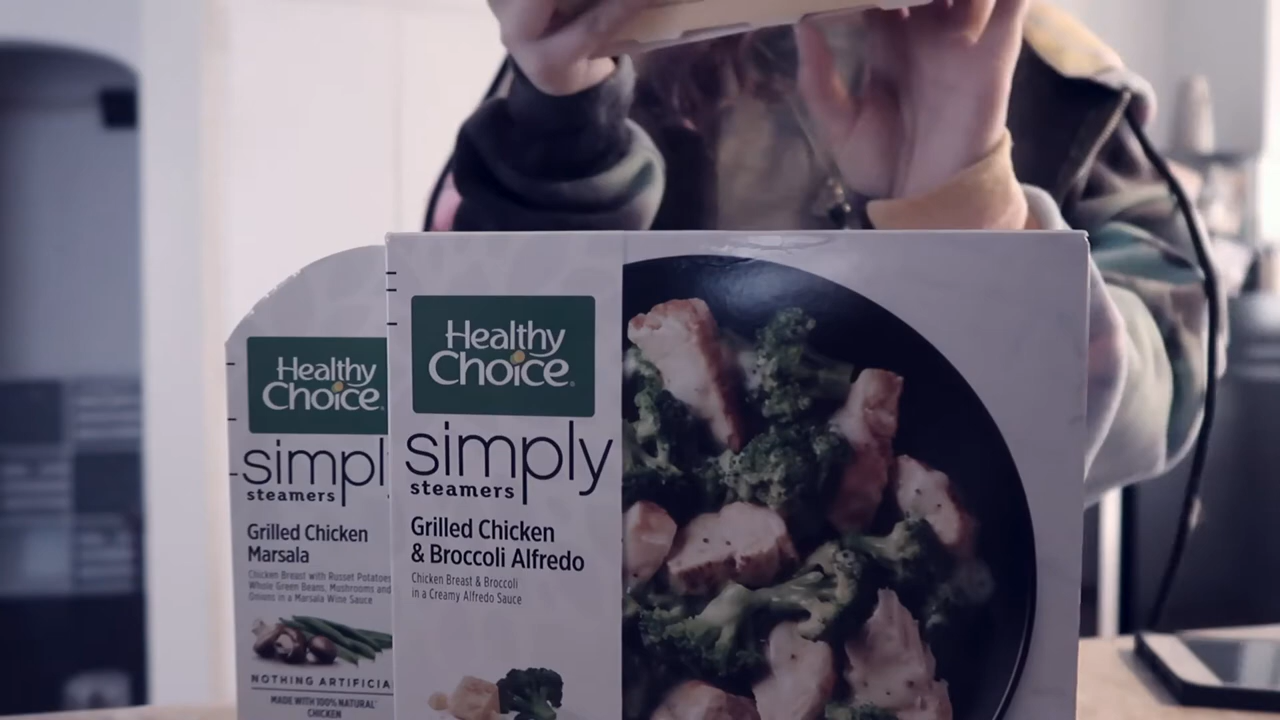 Healthy
Choice
simpl
steamers
Grilled Chicken
Marsala
Chicken Breast with Russet Potatoes
Whole Green Beans, Mushrooms and
Onions in a Marsala Wine Sauce
NOTHING ARTIFICIA
MADE WITH 100% NATURAL*
CHICKEN
Healthy
Choice®
simply
steamers
Grilled Chicken
& Broccoli Alfredo
Chicken Breast & Broccoli
in a Creamy Alfredo Sauce